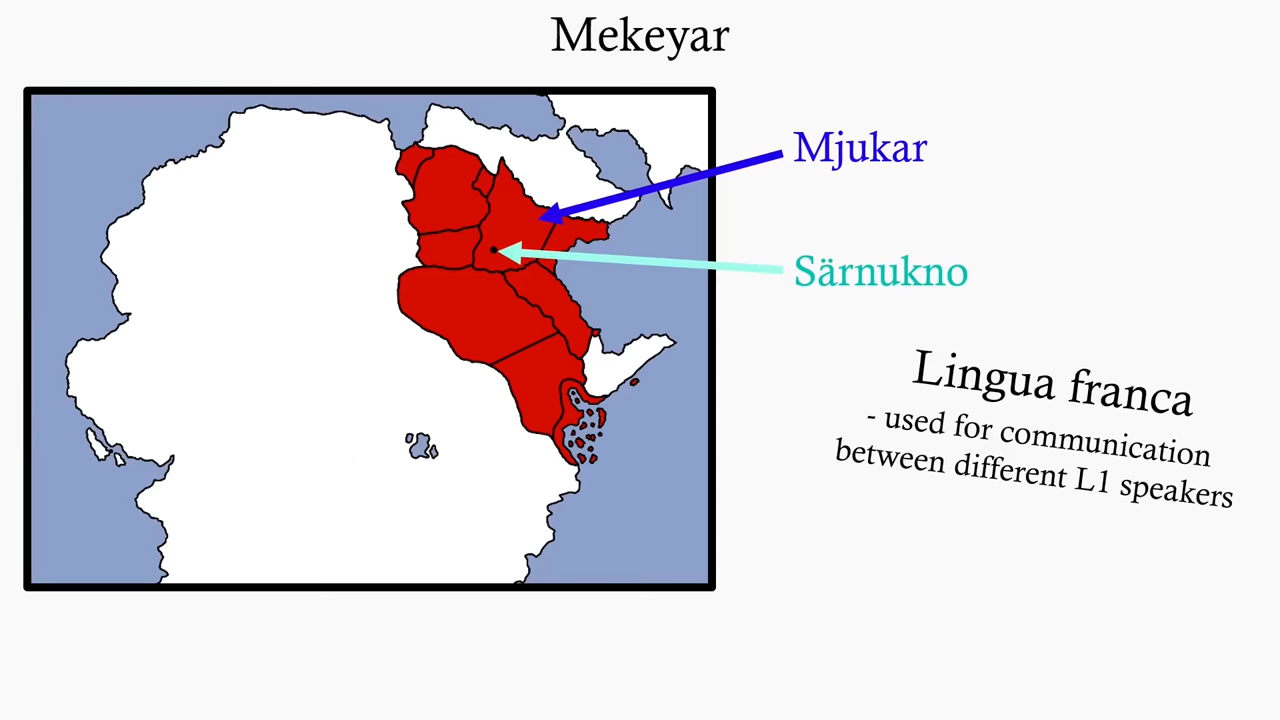 Mekeyar
Mjukar
Särnukno
Lingua franca
- used for communication
between different L1 speakers